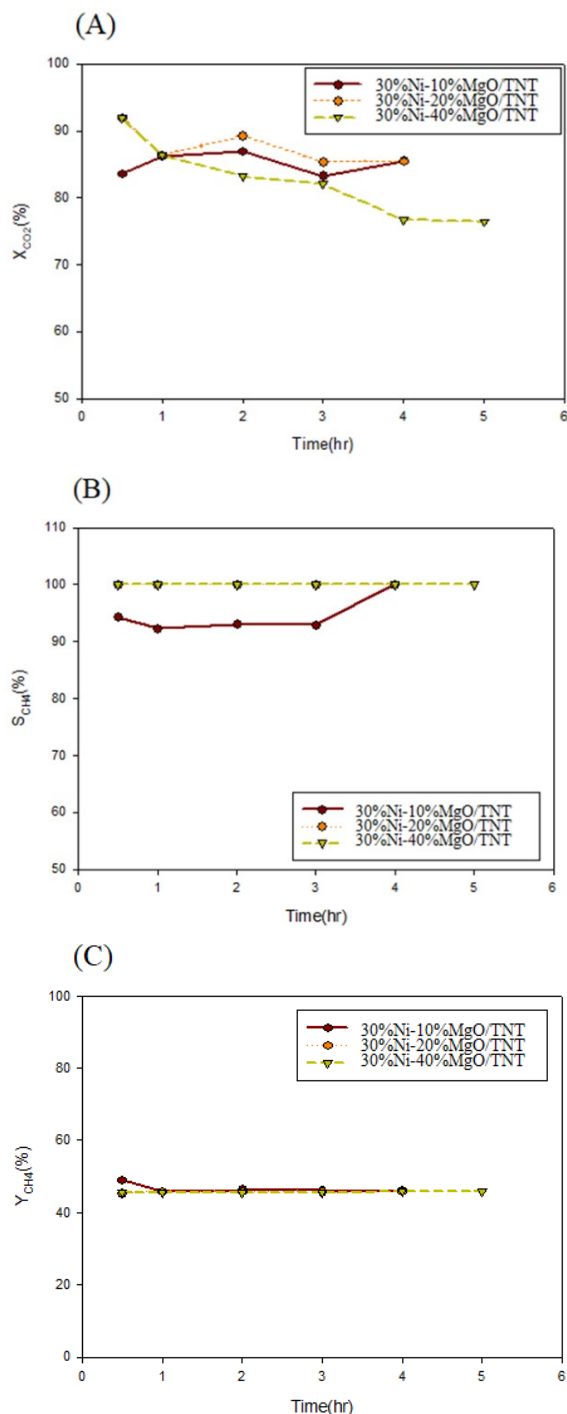 (A)
100
90
80
70
60
50
X_CO2(%)
30%Ni-10%MgO/TNT
30%Ni-20%MgO/TNT
30%Ni-40%MgO/TNT
0 1 2 3 4 5 6
Time(hr)
(B)
110
100
90
80
70
60
50
S_CH4(%)
30%Ni-10%MgO/TNT
30%Ni-20%MgO/TNT
30%Ni-40%MgO/TNT
0 1 2 3 4 5 6
Time(hr)
(C)
100
80
60
40
20
0
Y_CH4(%)
30%Ni-10%MgO/TNT
30%Ni-20%MgO/TNT
30%Ni-40%MgO/TNT
0 1 2 3 4 5 6
Time(hr)